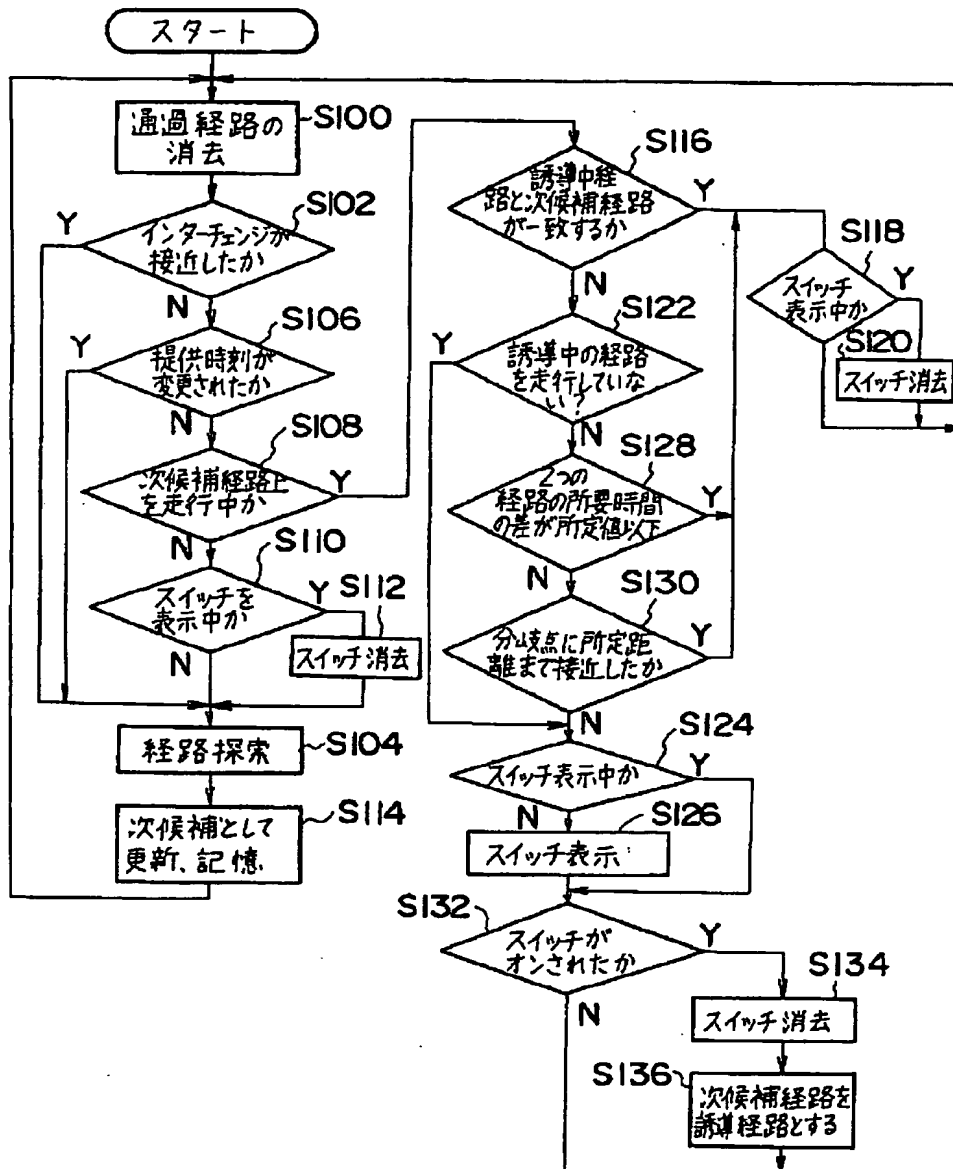 スタート
通過経路の
消去
S100
インターチェンジが
接近したか
S102
Y
N
提供時刻が
変更されたか
S106
Y
N
次候補経路上
を走行中か
S108
Y
N
スイッチを
表示中か
S110
Y
N
スイッチ消去
S112
経路探索
S104
次候補として
更新、記憶
S114
誘導中経
路と次候補経路
が一致するか
S116
Y
N
スイッチ
表示中か
S118
Y
S120
スイッチ消去
誘導中の経路
を走行していな
い?
S122
Y
N
2つの
経路の所要時間
の差が所定値以下
S128
Y
N
分岐点に所定距
離まで接近したか
S130
Y
N
スイッチ表示中か
S124
Y
N
スイッチ表示
S126
スイッチが
オンされたか
S132
Y
N
スイッチ消去
S134
次候補経路を
誘導経路とする
S136